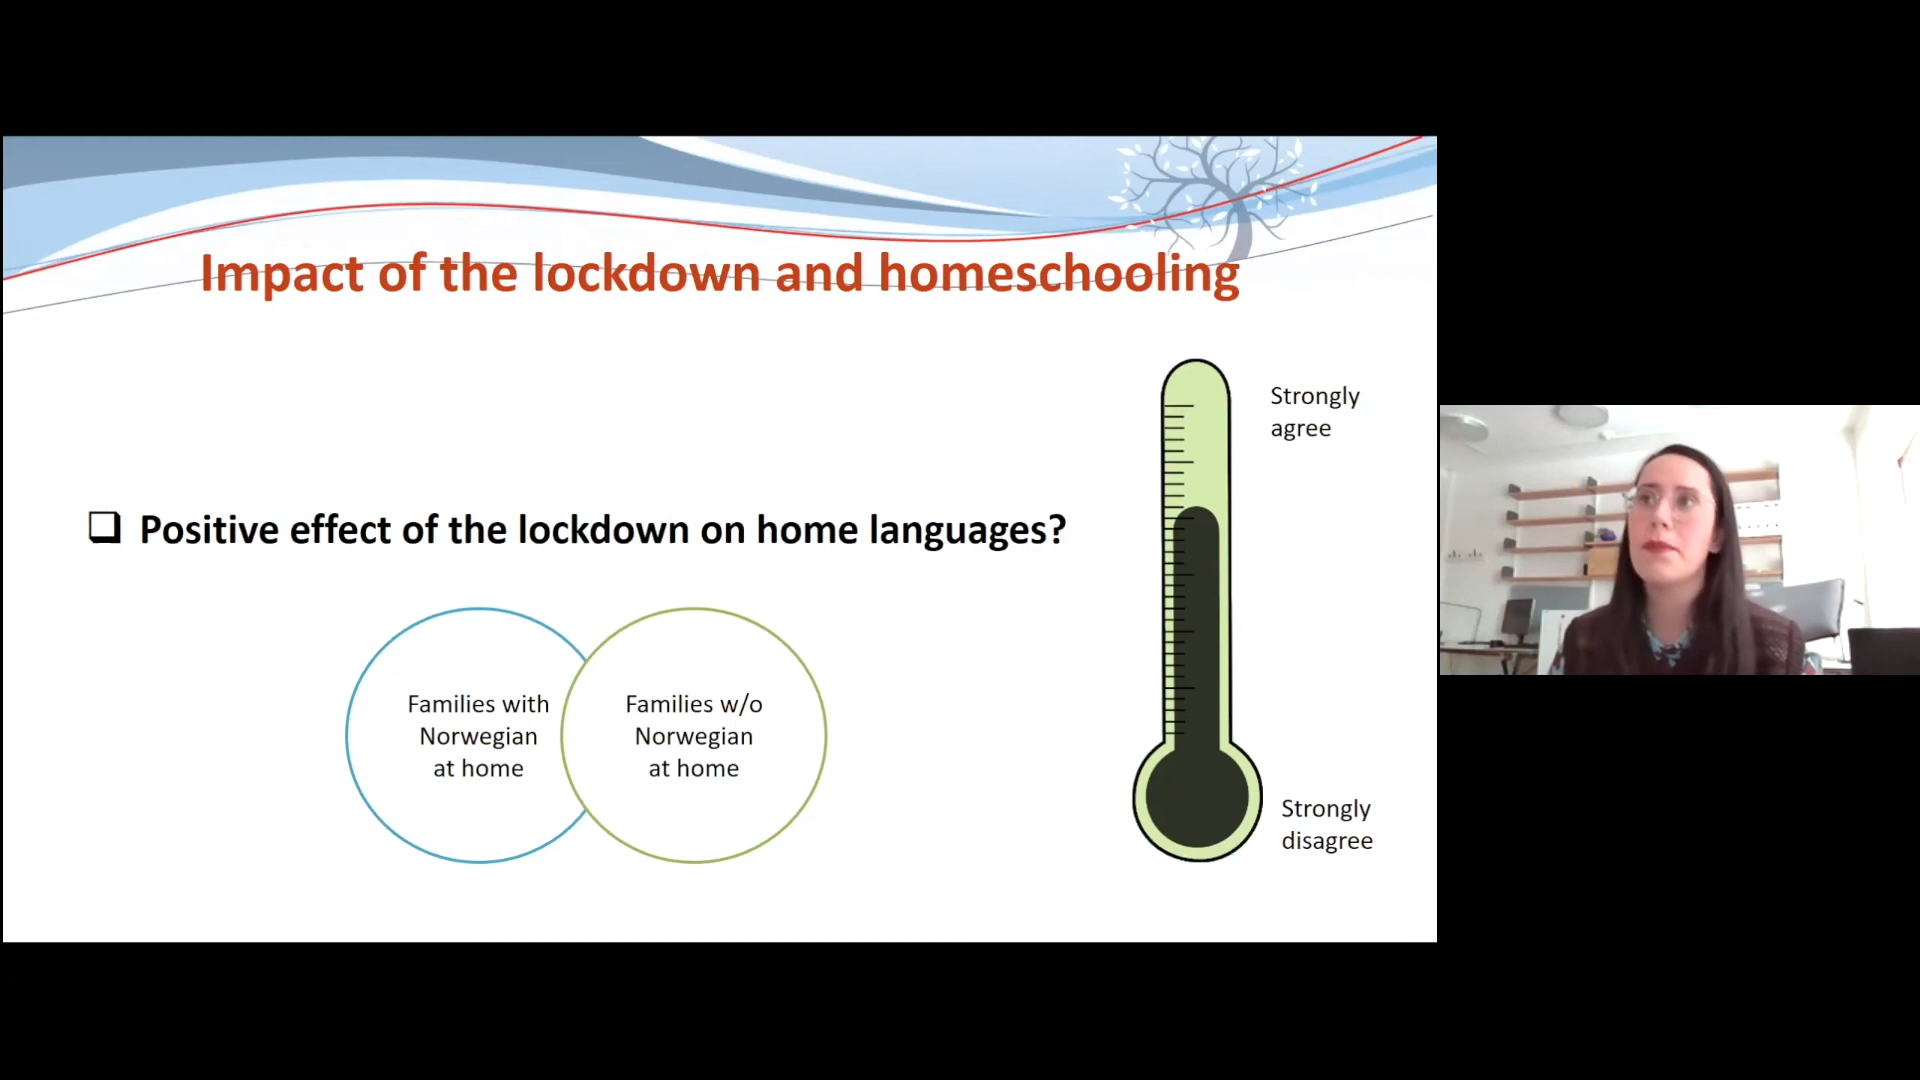 Impact of the lockdown and homeschooling
Strongly
agree
Positive effect of the lockdown on home languages?
Families with
Norwegian
at home
Families w/o
Norwegian
at home
Strongly
disagree